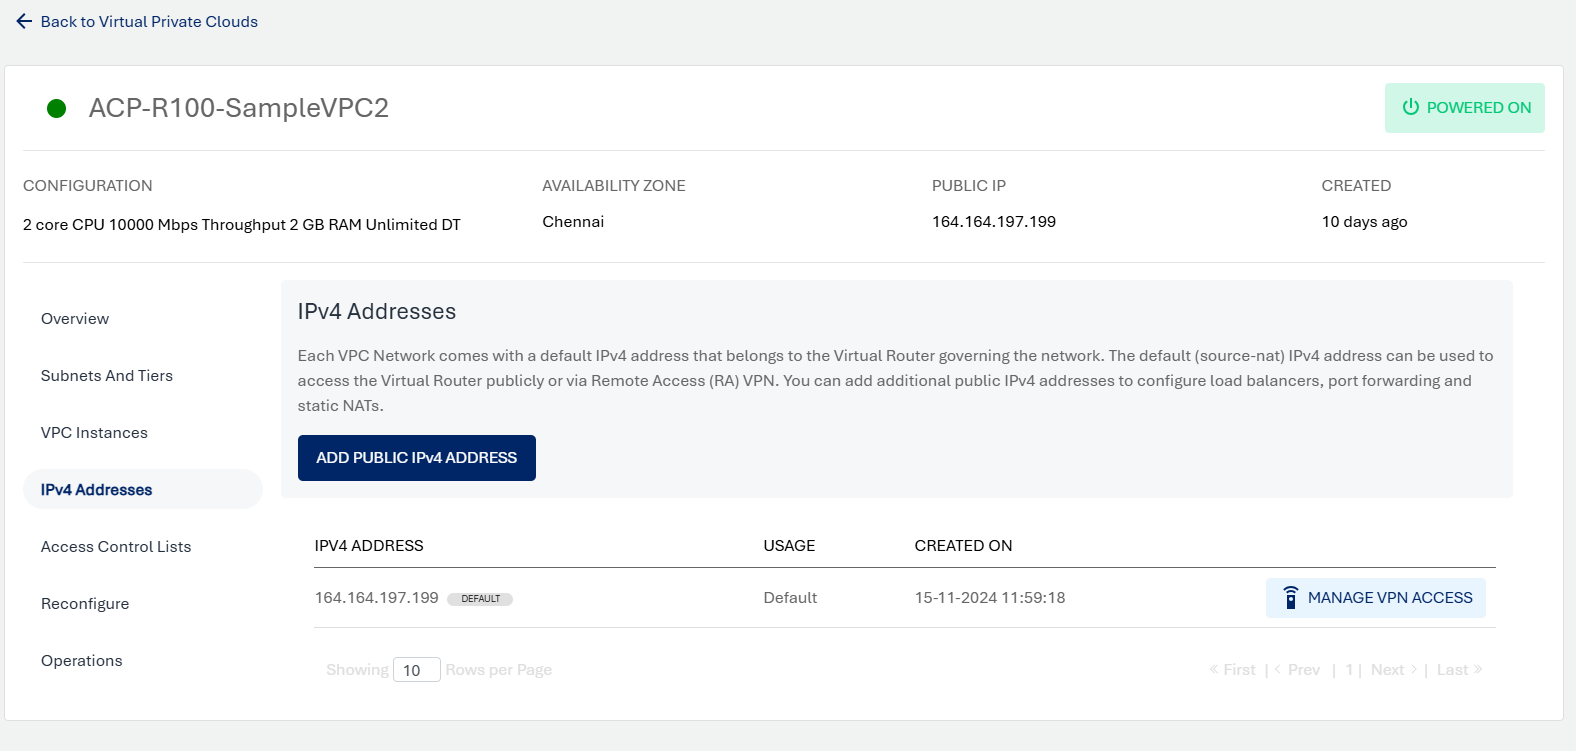 Back to Virtual Private Clouds
ACP-R100-SampleVPC2
POWERED ON
CONFIGURATION
2 core CPU 10000 Mbps Throughput 2 GB RAM Unlimited DT
AVAILABILITY ZONE
Chennai
PUBLIC IP
164.164.197.199
CREATED
10 days ago
Overview
Subnets And Tiers
VPC Instances
IPv4 Addresses
Access Control Lists
Reconfigure
Operations
IPv4 Addresses
Each VPC Network comes with a default IPv4 address that belongs to the Virtual Router governing the network. The default (source-nat) IPv4 address can be used to
access the Virtual Router publicly or via Remote Access (RA) VPN. You can add additional public IPv4 addresses to configure load balancers, port forwarding and
static NATs.
ADD PUBLIC IPv4 ADDRESS
IPV4 ADDRESS USAGE CREATED ON
164.164.197.199 DEFAULT Default 15-11-2024 11:59:18 MANAGE VPN ACCESS
Showing 10 Rows per Page « First | ‹ Prev | 1 | Next › | Last »